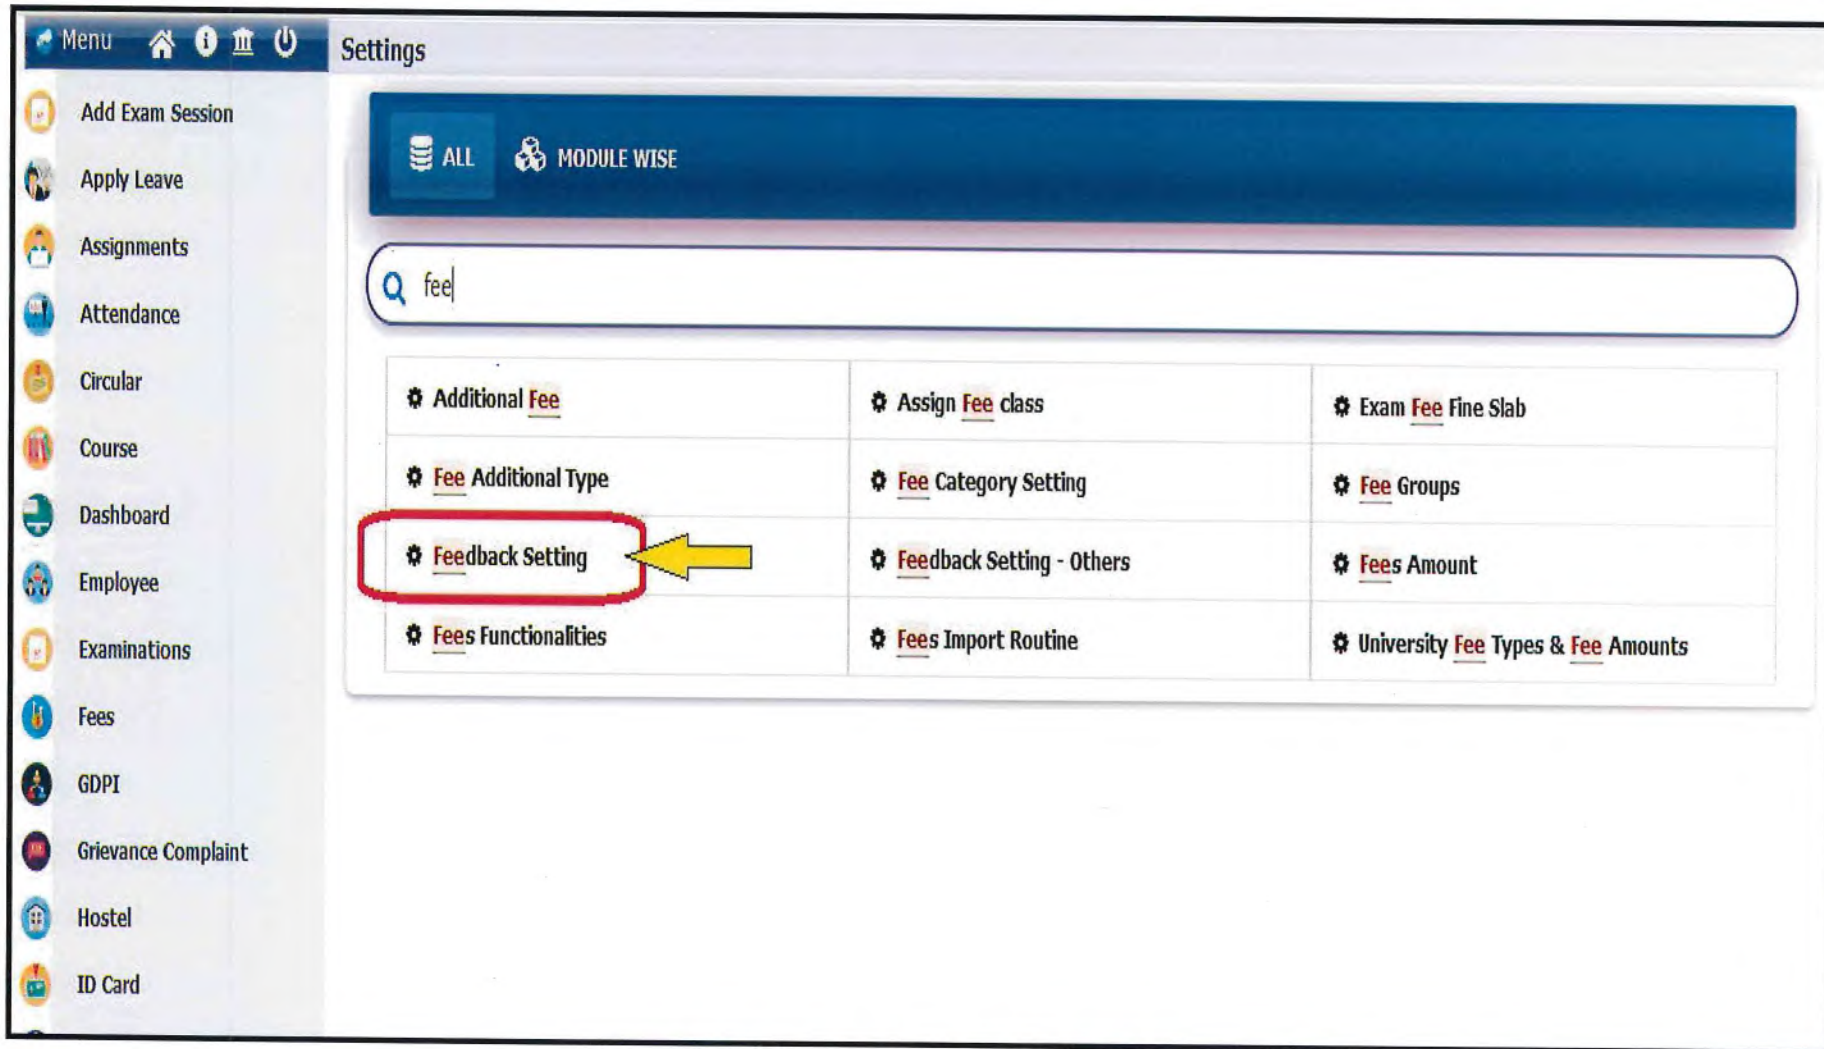 Menu
Settings
Add Exam Session
Apply Leave
Assignments
Attendance
Circular
Course
Dashboard
Employee
Examinations
Fees
GDPI
Grievance Complaint
Hostel
ID Card
ALL MODULE WISE
fee
Additional Fee Assign Fee class Exam Fee Fine Slab
Fee Additional Type Fee Category Setting Fee Groups
Feedback Setting Feedback Setting - Others Fees Amount
Fees Functionalities Fees Import Routine University Fee Types & Fee Amounts